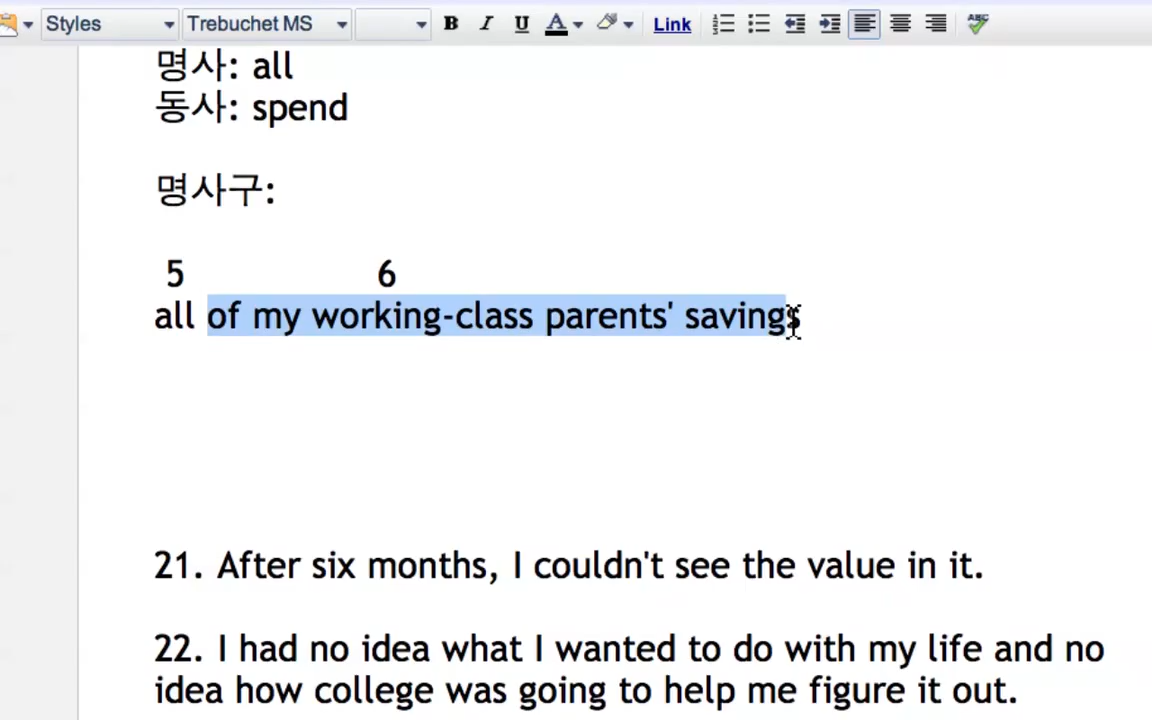 Styles Trebuchet MS B I U A Link ABC
명사: all
동사: spend
명사구:
5 6
all of my working-class parents' savings
21. After six months, I couldn't see the value in it.
22. I had no idea what I wanted to do with my life and no
idea how college was going to help me figure it out.